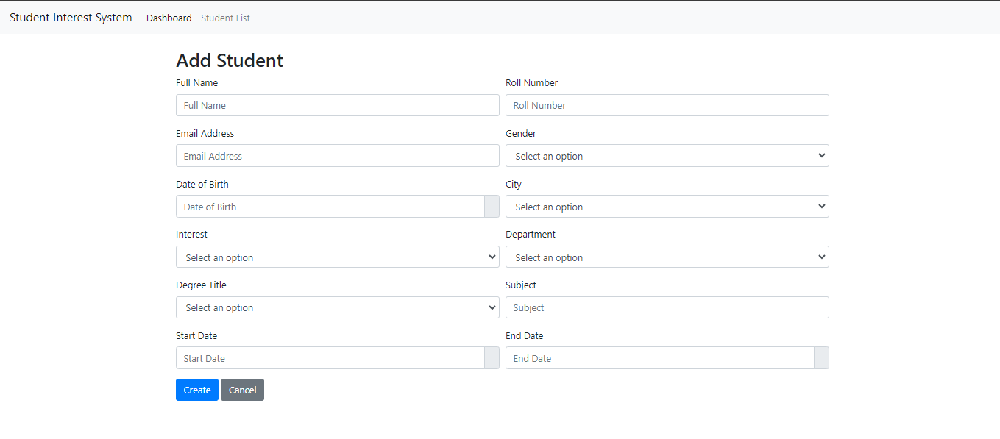 Student Interest System Dashboard Student List
Add Student
Full Name Roll Number
Full Name Roll Number
Email Address Gender
Email Address Select an option
Date of Birth City
Date of Birth Select an option
Interest Department
Select an option Select an option
Degree Title Subject
Select an option Subject
Start Date End Date
Start Date End Date
Create Cancel